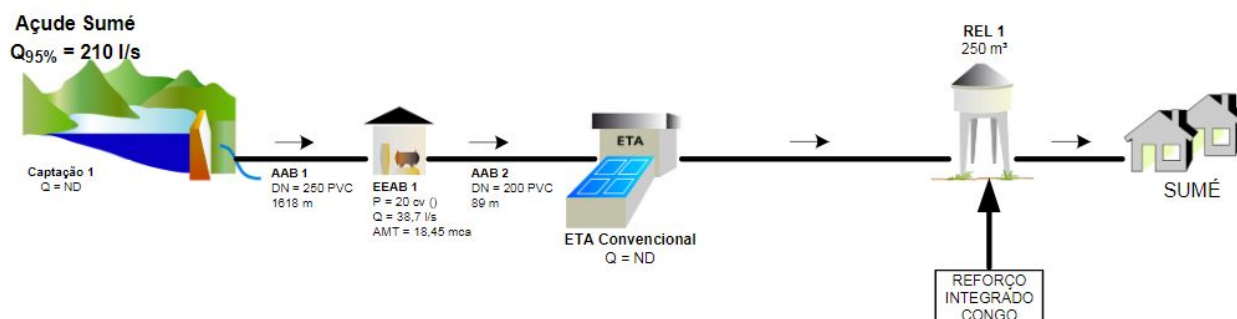 Açude Sumé
Q95% = 210 l/s
Captação 1
Q = ND
AAB 1
DN = 250 PVC
1618 m
EEAB 1
P = 20 cv ()
Q = 38,7 l/s
AMT = 18,45 mca
AAB 2
DN = 200 PVC
89 m
ETA
ETA Convencional
Q = ND
REL 1
250 m³
REFORÇO
INTEGRADO
CONGO
SUMÉ